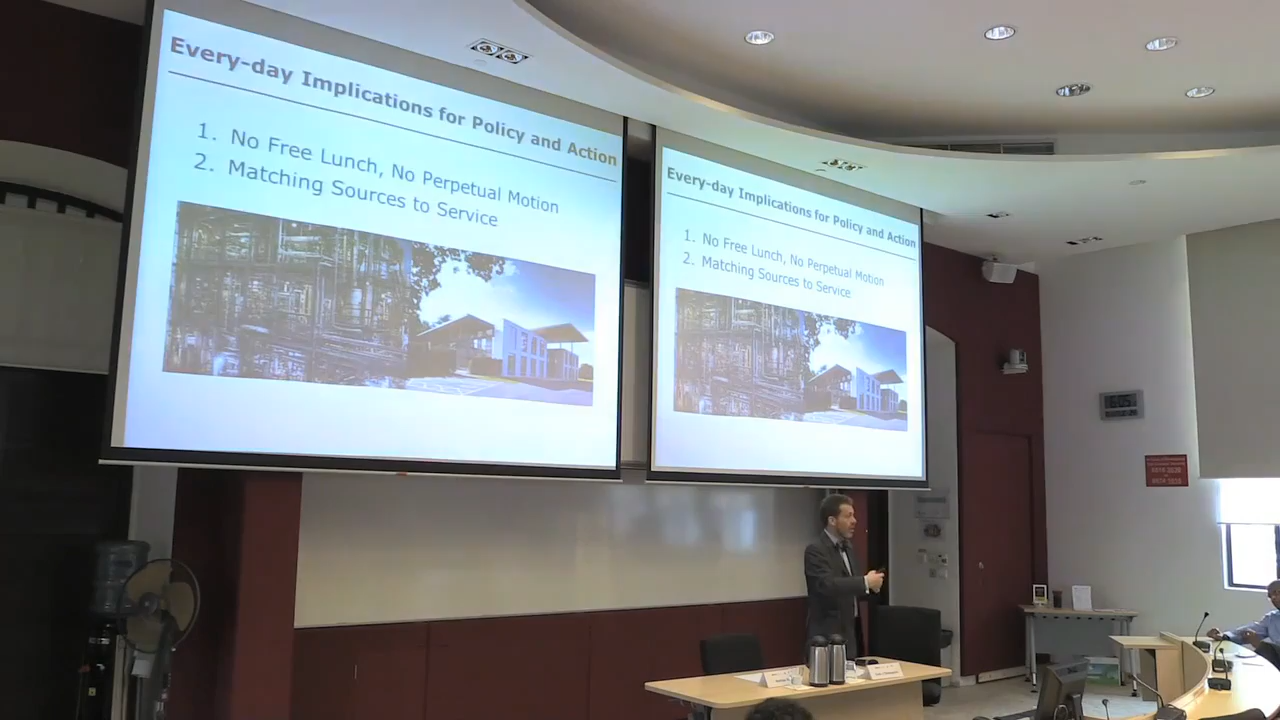 Every-day Implications for Policy and Action
1. No Free Lunch, No Perpetual Motion
2. Matching Sources to Service
Every-day Implications for Policy and Action
1. No Free Lunch, No Perpetual Motion
2. Matching Sources to Service